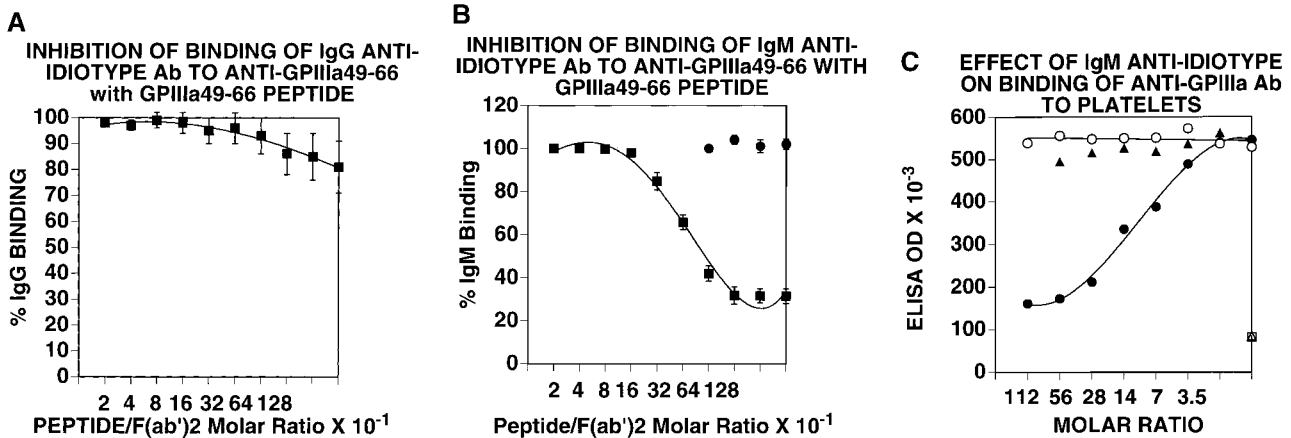 A
INHIBITION OF BINDING OF IgG ANTI-
IDIOTYPE Ab TO ANTI-GPIIIa49-66
with GPIIIa49-66 PEPTIDE
% IgG BINDING
100
90
80
70
60
50
40
30
20
10
0
2 4 8 16 32 64 128
PEPTIDE/F(ab')2 Molar Ratio X 10-1
B
INHIBITION OF BINDING OF IgM ANTI-
IDIOTYPE Ab TO ANTI-GPIIIa49-66 WITH
GPIIIa49-66 PEPTIDE
% IgM Binding
120
100
80
60
40
20
0
2 4 8 16 32 64 128
Peptide/F(ab')2 Molar Ratio X 10-1
C
EFFECT OF IgM ANTI-IDIOTYPE
ON BINDING OF ANTI-GPIIIa Ab
TO PLATELETS
ELISA OD X 10-3
600
500
400
300
200
100
0
112 56 28 14 7 3.5
MOLAR RATIO